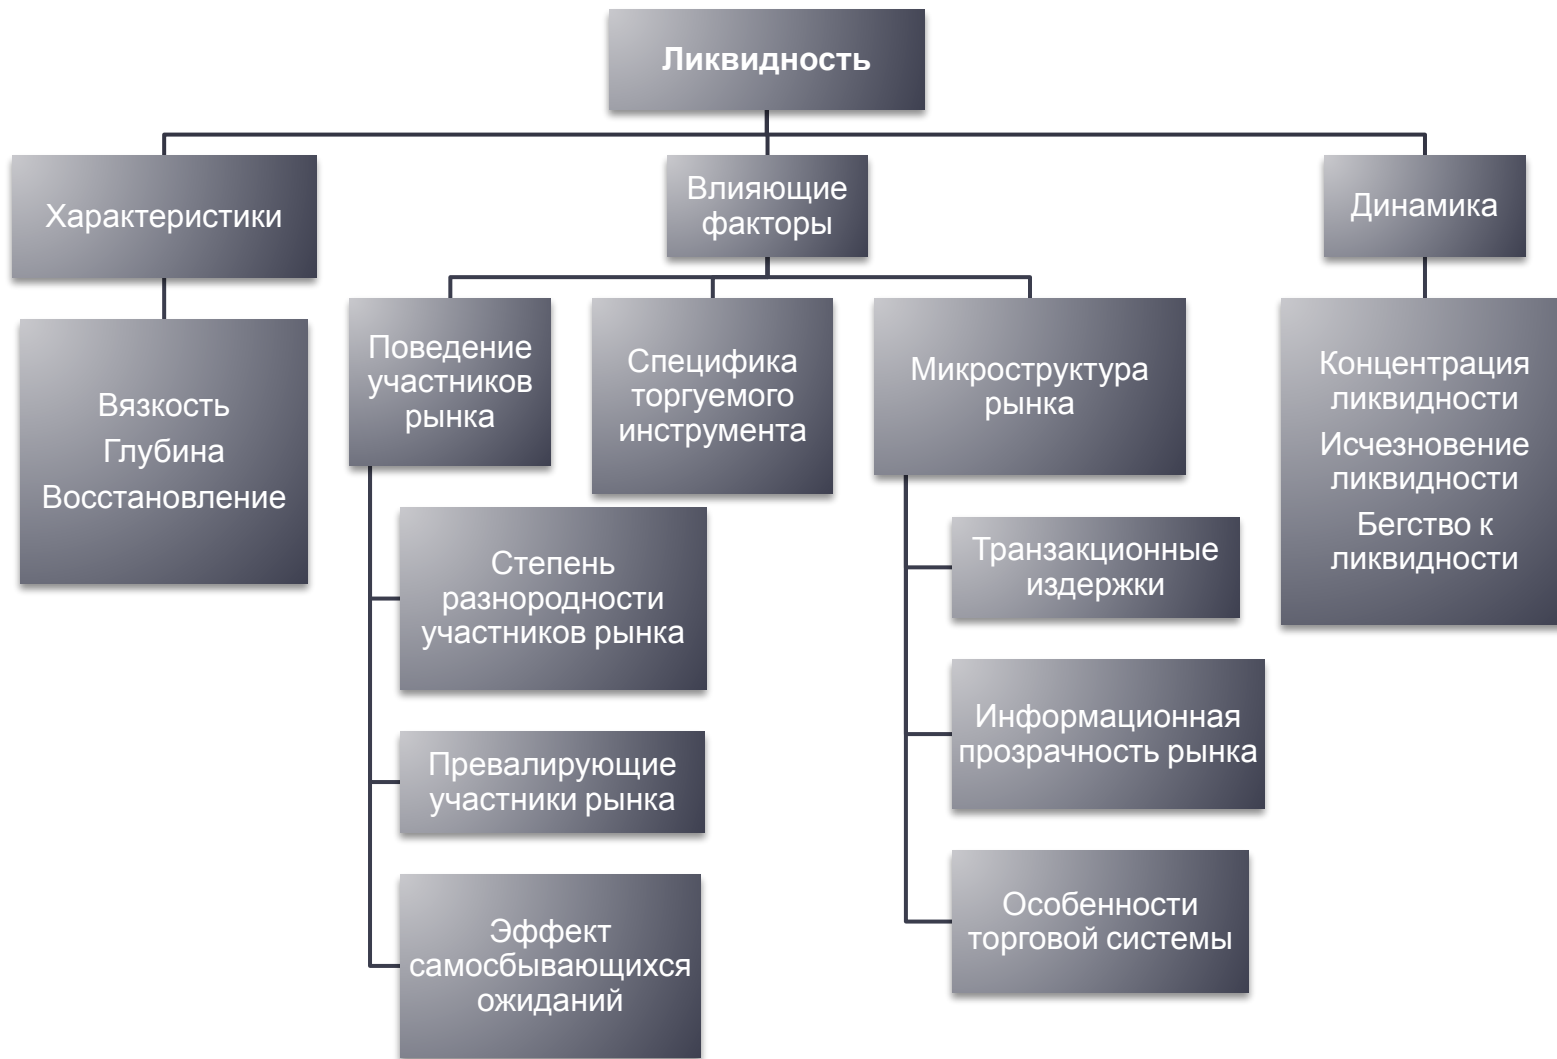 Ликвидность
Характеристики
Влияющие
факторы
Динамика
Вязкость
Глубина
Восстановление
Поведение
участников
рынка
Специфика
торгуемого
инструмента
Микроструктура
рынка
Концентрация
ликвидности
Исчезновение
ликвидности
Бегство к
ликвидности
Степень
разнородности
участников рынка
Превалирующие
участники рынка
Эффект
самосбывающихся
ожиданий
Транзакционные
издержки
Информационная
прозрачность рынка
Особенности
торговой системы